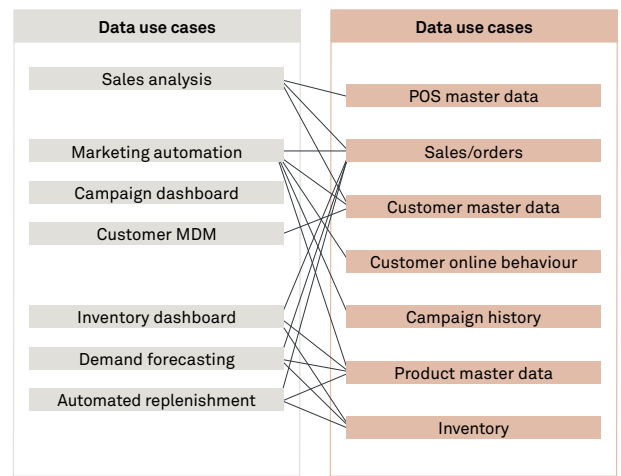 Data use cases
Sales analysis
Marketing automation
Campaign dashboard
Customer MDM
Inventory dashboard
Demand forecasting
Automated replenishment
Data use cases
POS master data
Sales/orders
Customer master data
Customer online behaviour
Campaign history
Product master data
Inventory